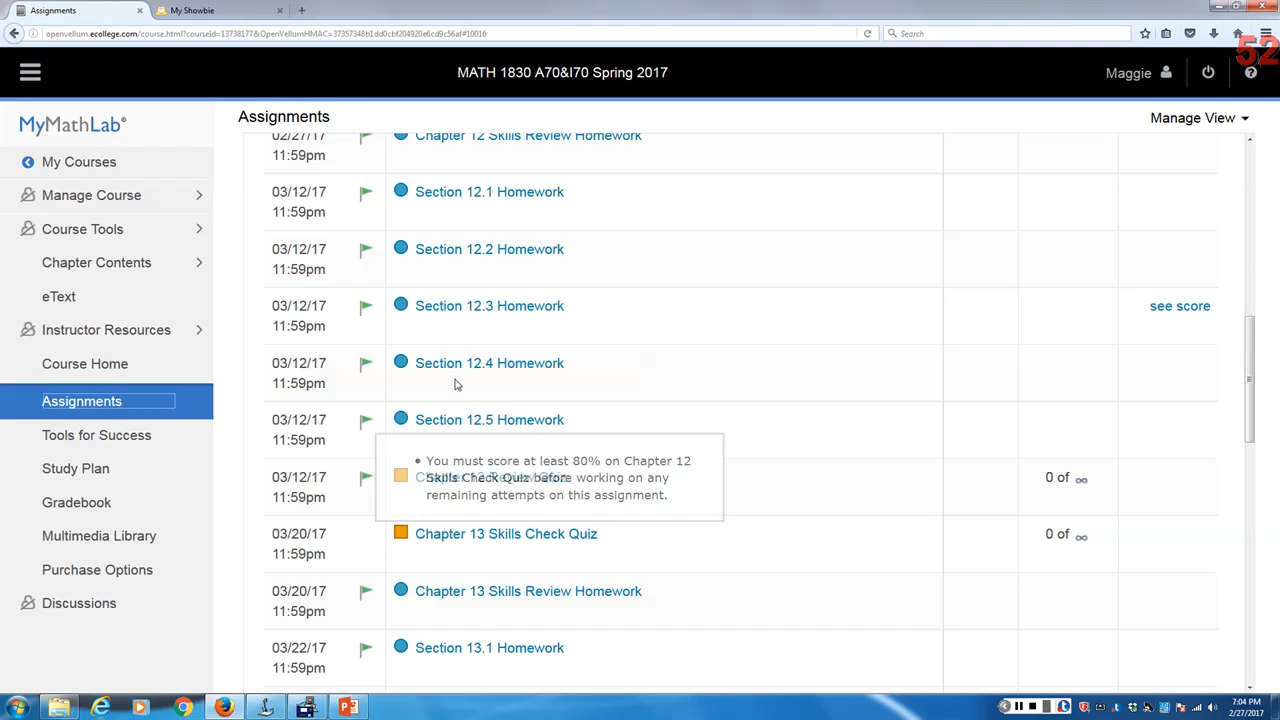 Assignments
My Showbie
openvellum.ecollege.com/course.html?courseId=13738177&OpenVellumHMAC=37357348b1dd0cbf204920e6cd9c56af#10016
Search
52
MATH 1830 A70&I70 Spring 2017
Maggie
MyMathLab®
My Courses
Manage Course
Course Tools
Chapter Contents
eText
Instructor Resources
Course Home
Assignments
Tools for Success
Study Plan
Gradebook
Multimedia Library
Purchase Options
Discussions
Assignments
Manage View
02/27/17
11:59pm
Chapter 12 Skills Review Homework
03/12/17
11:59pm
Section 12.1 Homework
03/12/17
11:59pm
Section 12.2 Homework
03/12/17
11:59pm
Section 12.3 Homework
see score
03/12/17
11:59pm
Section 12.4 Homework
03/12/17
11:59pm
Section 12.5 Homework
03/12/17
11:59pm
• You must score at least 80% on Chapter 12
Skills Check Quiz before working on any
remaining attempts on this assignment.
0 of ∞
03/20/17
11:59pm
Chapter 13 Skills Check Quiz
0 of ∞
03/20/17
11:59pm
Chapter 13 Skills Review Homework
03/22/17
11:59pm
Section 13.1 Homework
7:04 PM
2/27/2017